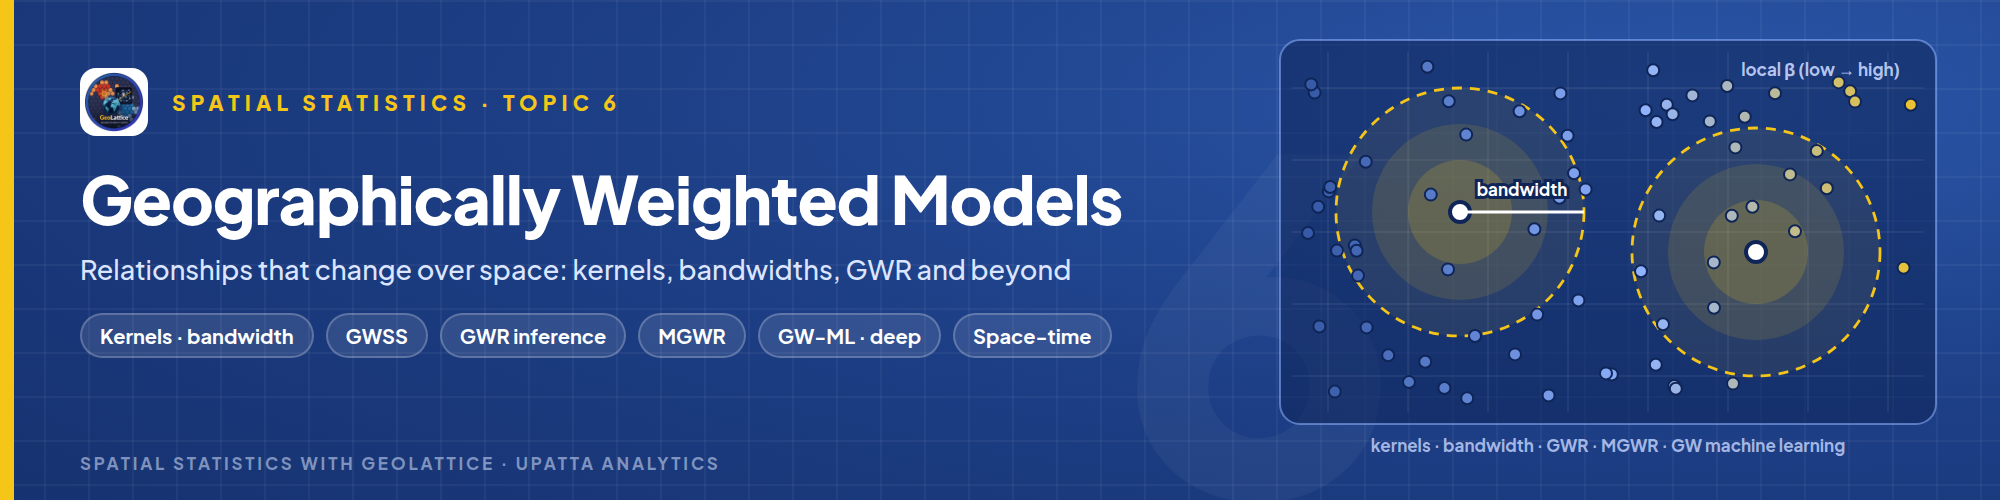 GeoLattice
SPATIAL STATISTICS · TOPIC 6
Geographically Weighted Models
Relationships that change over space: kernels, bandwidths, GWR and beyond
Kernels · bandwidth
GWSS
GWR inference
MGWR
GW-ML · deep
Space-time
SPATIAL STATISTICS WITH GEOLATTICE · UPATTA ANALYTICS
6
local β (low → high)
bandwidth
kernels · bandwidth · GWR · MGWR · GW machine learning